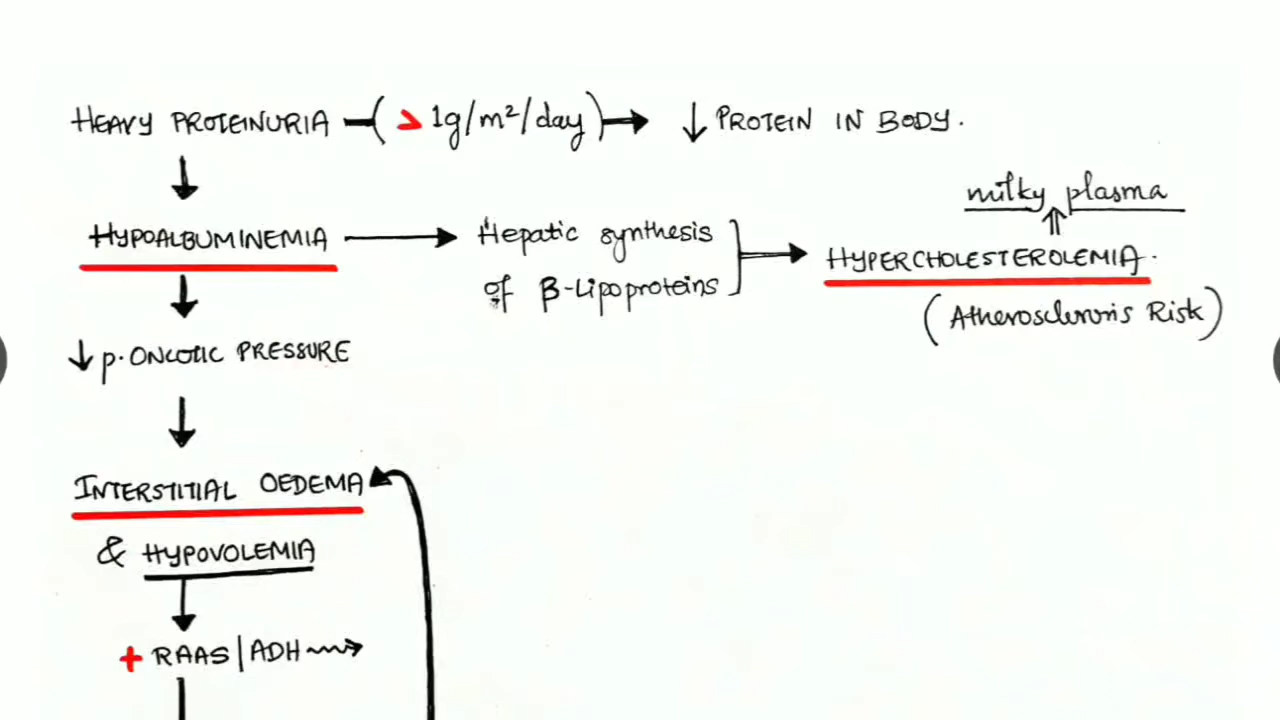 HEAVY PROTEINURIA (> 1g/m²/day) → ↓ PROTEIN IN BODY.
milky plasma
HYPOALBUMINEMIA → Hepatic synthesis
of β-Lipoproteins
HYPERCHOLESTEROLEMIA.
(Atherosclerosis Risk)
↓ p. ONCOTIC PRESSURE
INTERSTITIAL OEDEMA
& HYPOVOLEMIA
+ RAAS | ADH